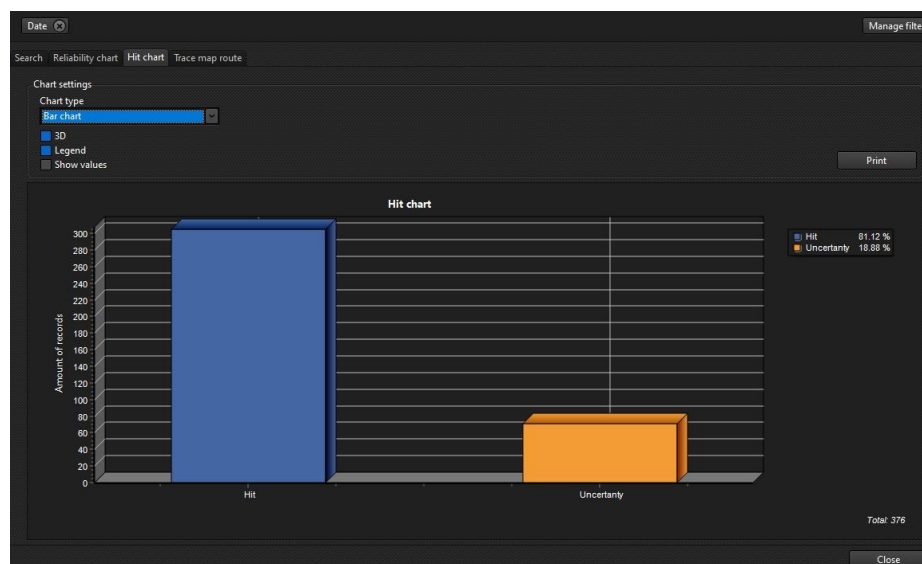 Date
Manage filte
Search Reliability chart Hit chart Trace map route
Chart settings
Chart type
Bar chart
3D
Legend
Show values
Print
Hit chart
Hit 81.12 %
Uncertanty 18.88 %
Amount of records
300
280
260
240
220
200
180
160
140
120
100
80
60
40
20
0
Hit Uncertanty
Total: 376
Close